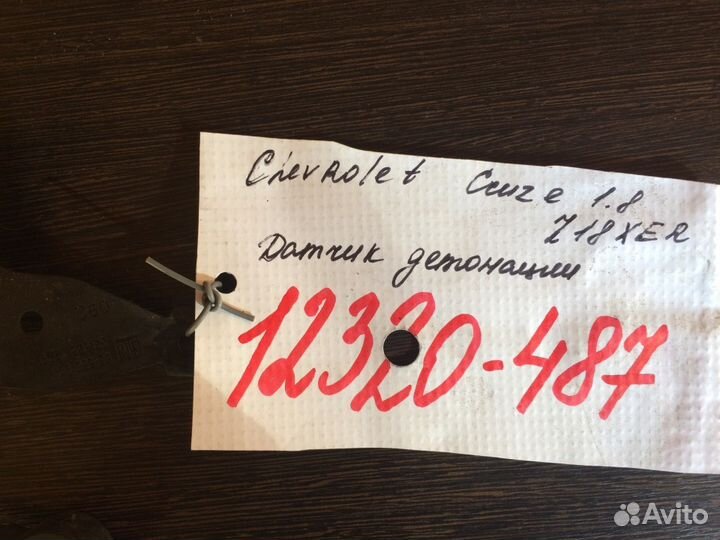 Chevrolet Cruze 1.8
Z18XER
Датчик детонации
12320-487
Avito